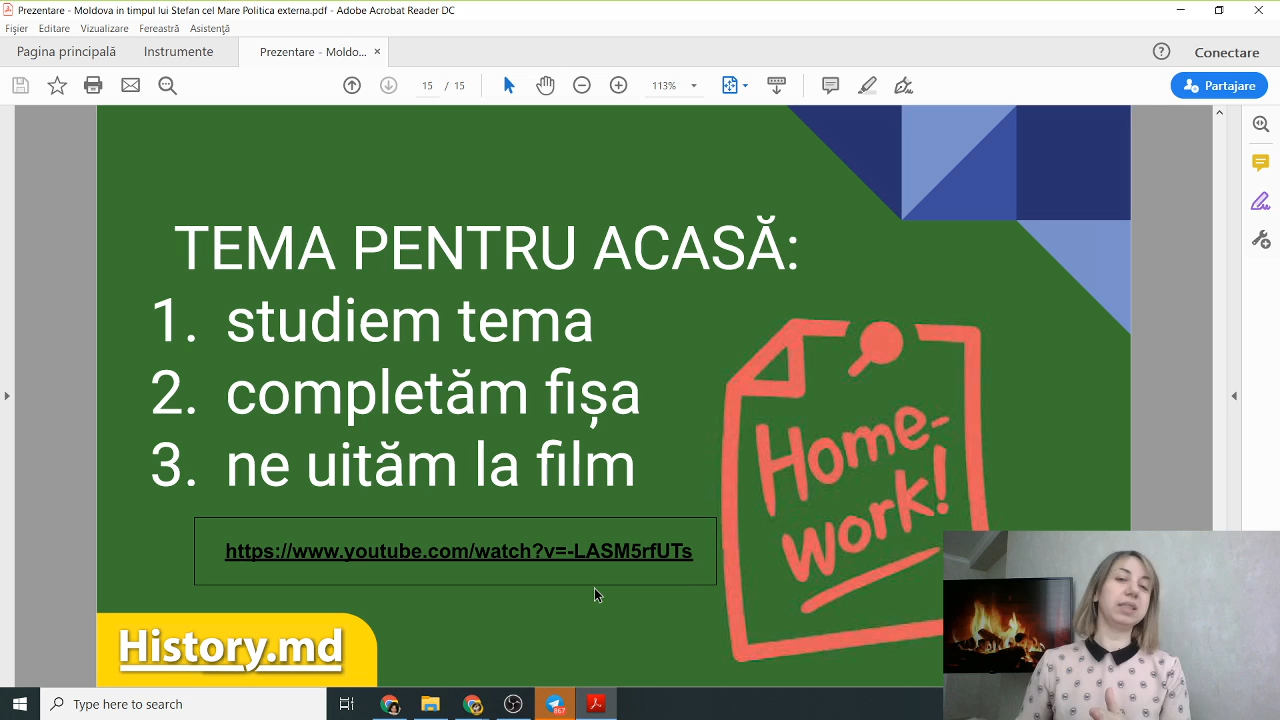 Prezentare - Moldova in timpul lui Stefan cel Mare Politica externa.pdf - Adobe Acrobat Reader DC
Fișier Editare Vizualizare Fereastră Asistență
Pagina principală Instrumente Prezentare - Moldo... × Conectare
15 / 15 113% Partajare
TEMA PENTRU ACASĂ:
1. studiem tema
2. completăm fișa
3. ne uităm la film
Home-
work!
https://www.youtube.com/watch?v=-LASM5rfUTs
History.md
Type here to search
867